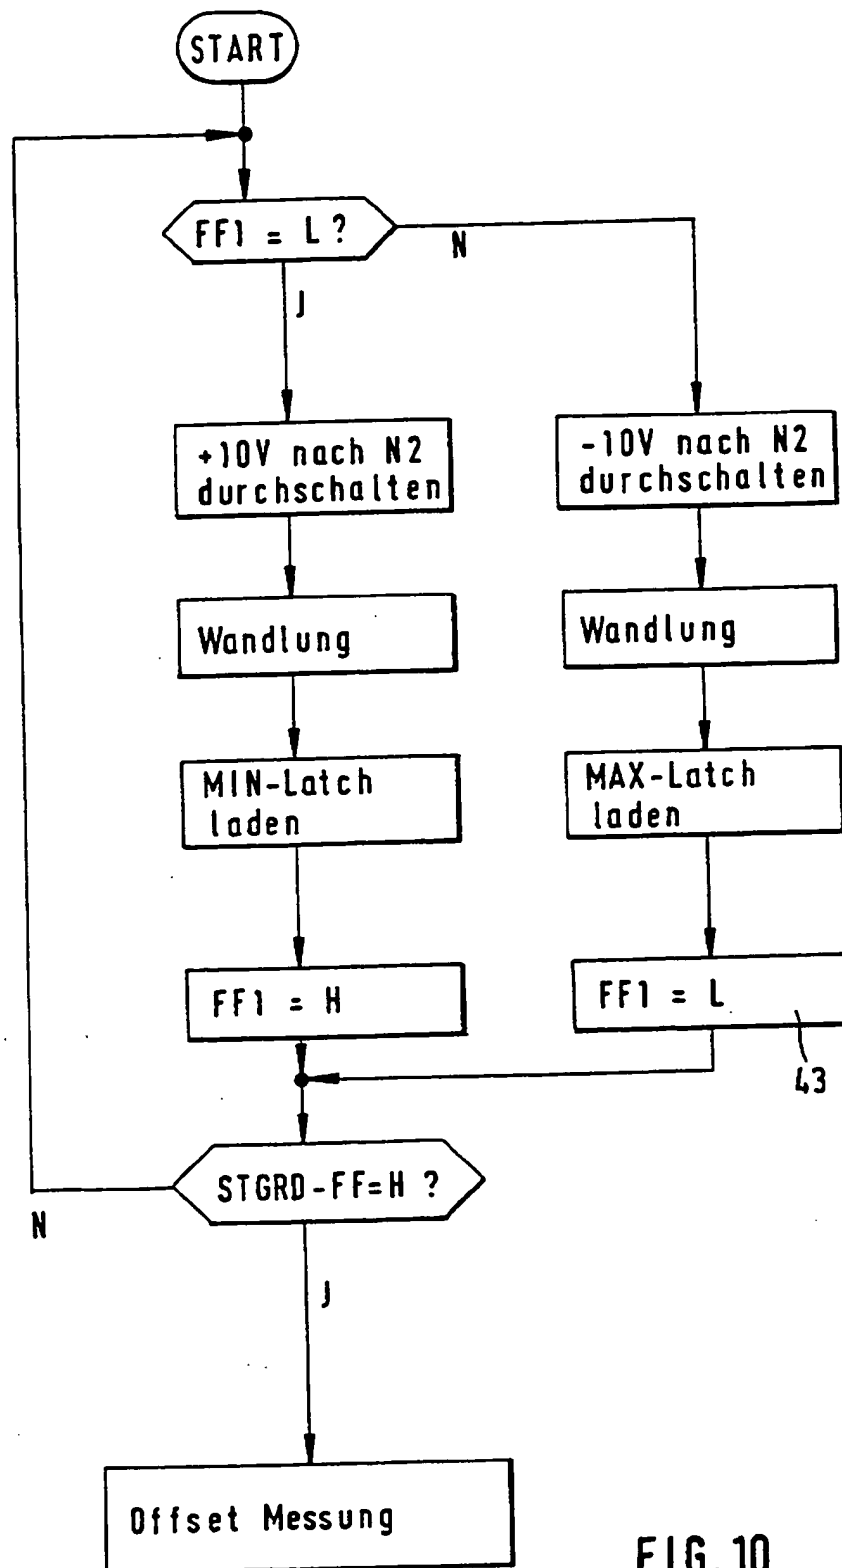 START
FF1 = L ?
N
J
+10V nach N2
durchschalten
-10V nach N2
durchschalten
Wandlung
Wandlung
MIN-Latch
laden
MAX-Latch
laden
FF1 = H
FF1 = L
43
STGRD-FF=H ?
N
J
Offset Messung
FIG. 10